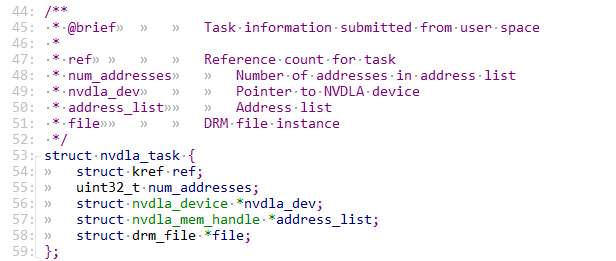 44: /**
45: * @brief» » » Task information submitted from user space
46: *
47: * ref» » » » Reference count for task
48: * num_addresses» » » Number of addresses in address list
49: * nvdla_dev» » » Pointer to NVDLA device
50: * address_list»» » Address list
51: * file»» » » DRM file instance
52: */
53: struct nvdla_task {
54: » struct kref ref;
55: » uint32_t num_addresses;
56: » struct nvdla_device *nvdla_dev;
57: » struct nvdla_mem_handle *address_list;
58: » struct drm_file *file;
59: };